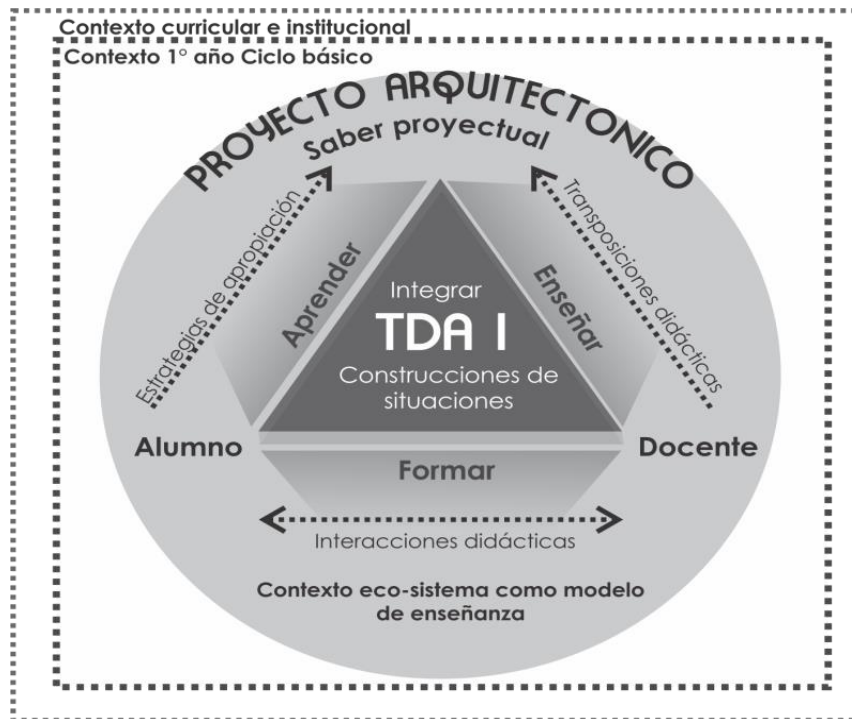 Contexto curricular e institucional
Contexto 1° año Ciclo básico
PROYECTO ARQUITECTONICO
Saber proyectual
Estrategias de apropiación
Transposiciones didácticas
Aprender
Enseñar
Integrar
TDA I
Construcciones de
situaciones
Alumno
Docente
Formar
Interacciones didácticas
Contexto eco-sistema como modelo
de enseñanza